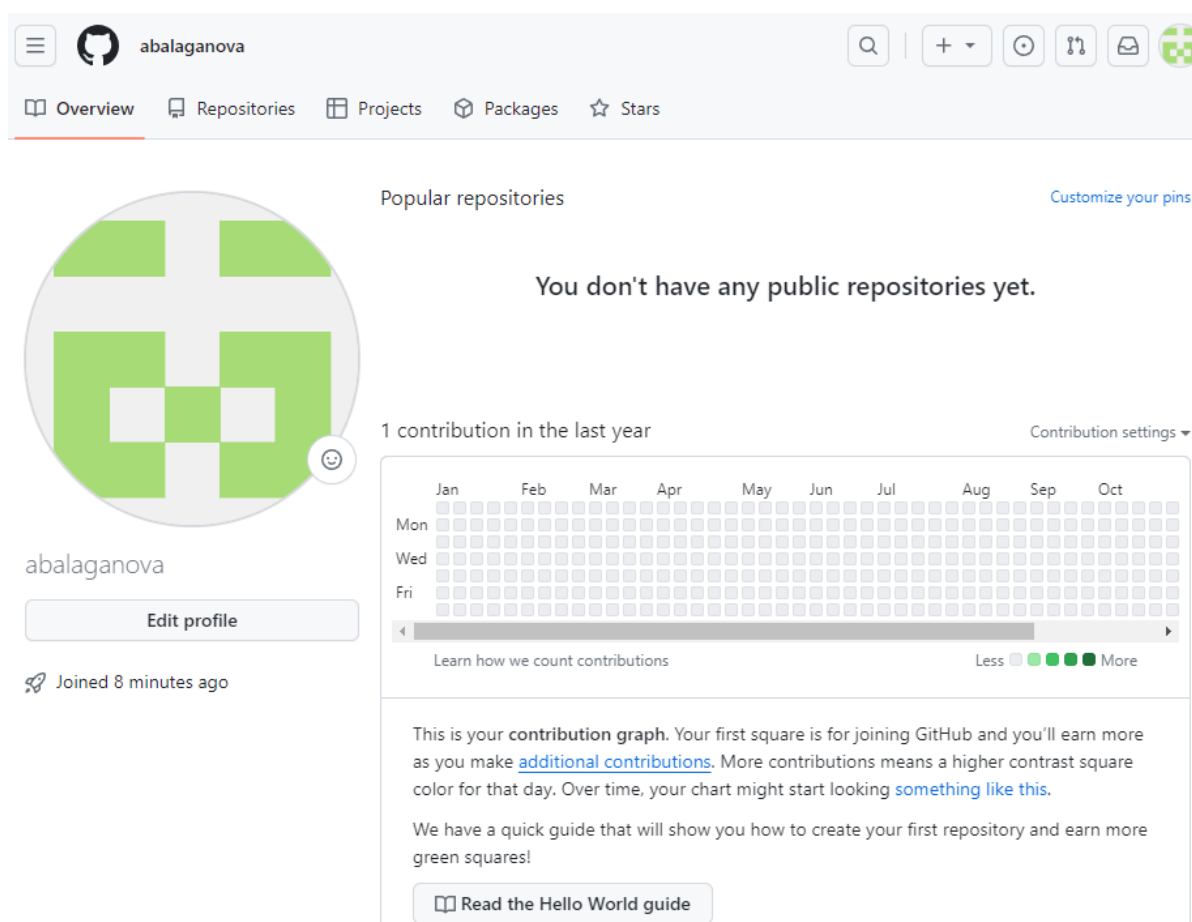 abalaganova
Overview Repositories Projects Packages Stars
Popular repositories Customize your pins
You don't have any public repositories yet.
1 contribution in the last year Contribution settings
Jan Feb Mar Apr May Jun Jul Aug Sep Oct
Mon
Wed
Fri
Learn how we count contributions Less More
abalaganova
Edit profile
Joined 8 minutes ago
This is your contribution graph. Your first square is for joining GitHub and you'll earn more
as you make additional contributions. More contributions means a higher contrast square
color for that day. Over time, your chart might start looking something like this.
We have a quick guide that will show you how to create your first repository and earn more
green squares!
Read the Hello World guide